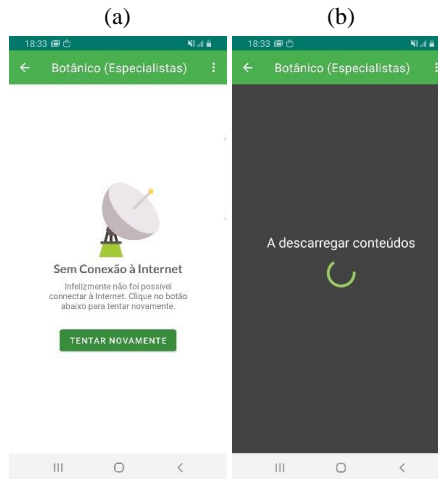 (a)
(b)
18:33
Botânico (Especialistas)
Sem Conexão à Internet
Infelizmente não foi possível
connectar à Internet. Clique no botão
abaixo para tentar novamente.
TENTAR NOVAMENTE
18:33
Botânico (Especialistas)
A descarregar conteúdos